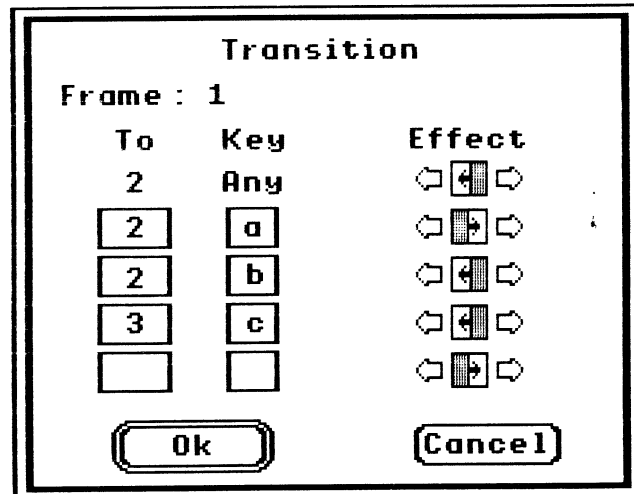 Transition
Frame : 1
To Key Effect
2 Any
2 a
2 b
3 c
Ok Cancel